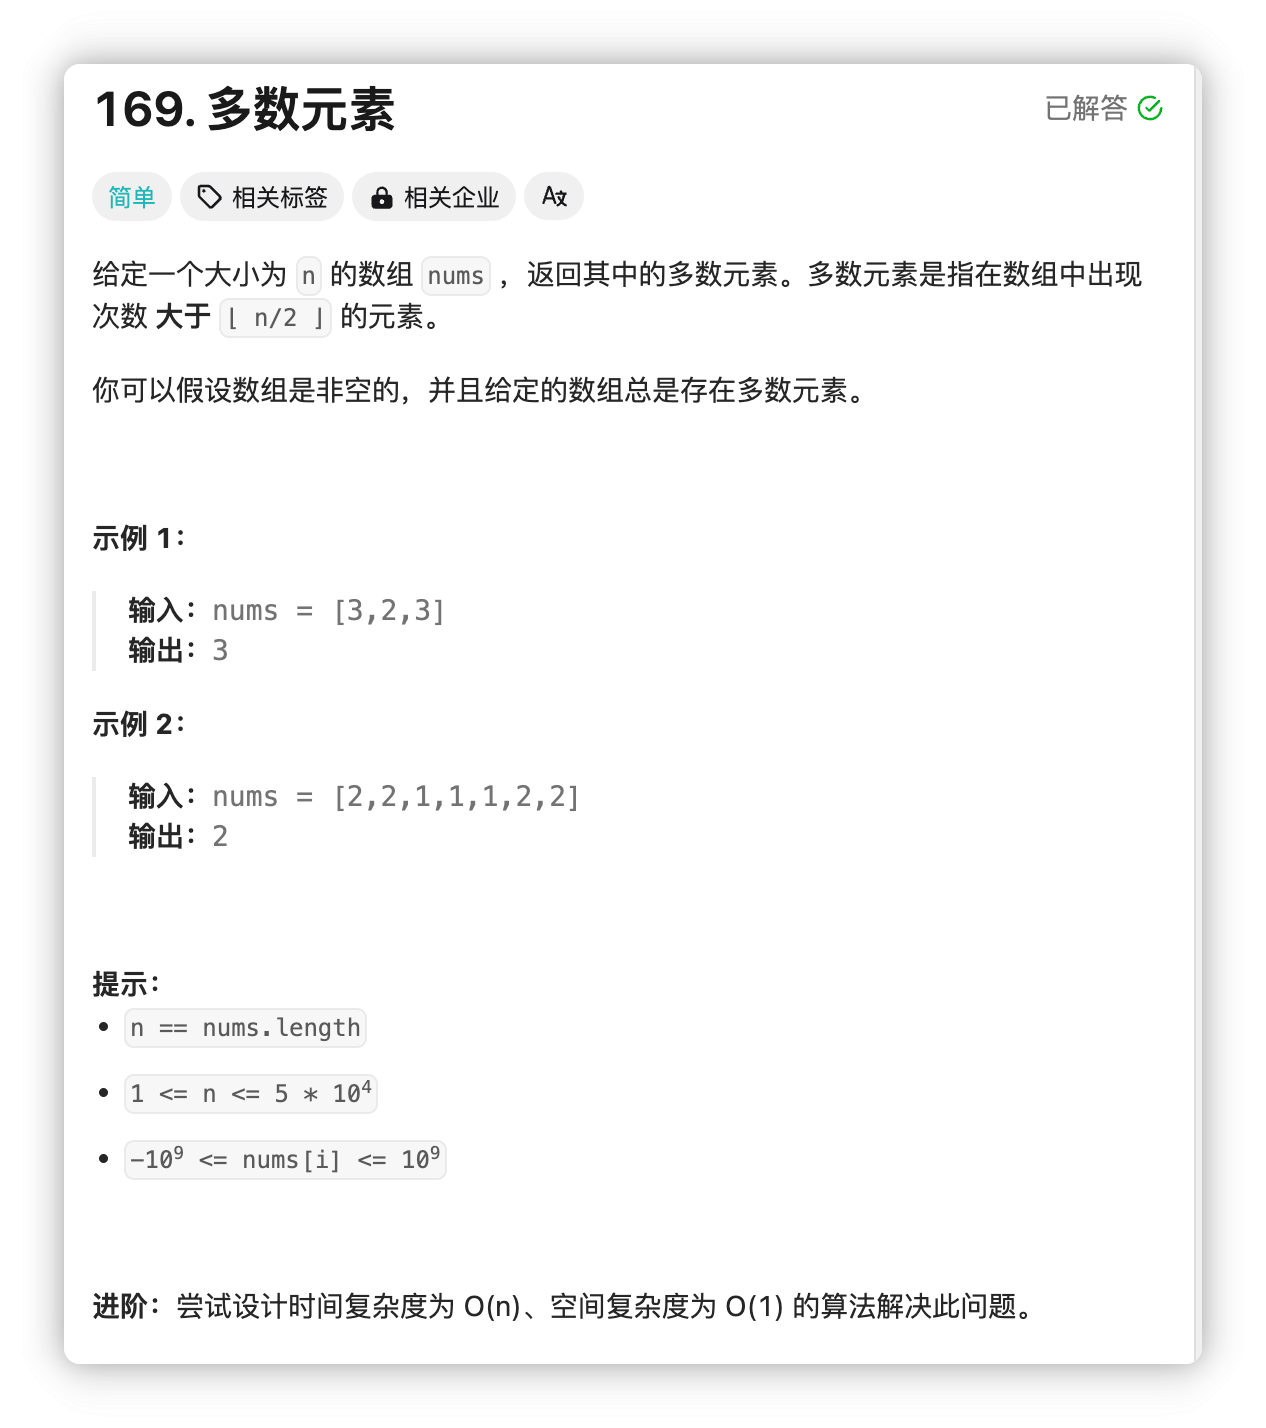 169. 多数元素
已解答
简单 相关标签 相关企业 A文
给定一个大小为 n 的数组 nums ，返回其中的多数元素。多数元素是指在数组中出现
次数 大于 ⌊ n/2 ⌋ 的元素。
你可以假设数组是非空的，并且给定的数组总是存在多数元素。
示例 1：
输入：nums = [3,2,3]
输出：3
示例 2：
输入：nums = [2,2,1,1,1,2,2]
输出：2
提示：
n == nums.length
1 <= n <= 5 * 10⁴
-10⁹ <= nums[i] <= 10⁹
进阶：尝试设计时间复杂度为 O(n)、空间复杂度为 O(1) 的算法解决此问题。